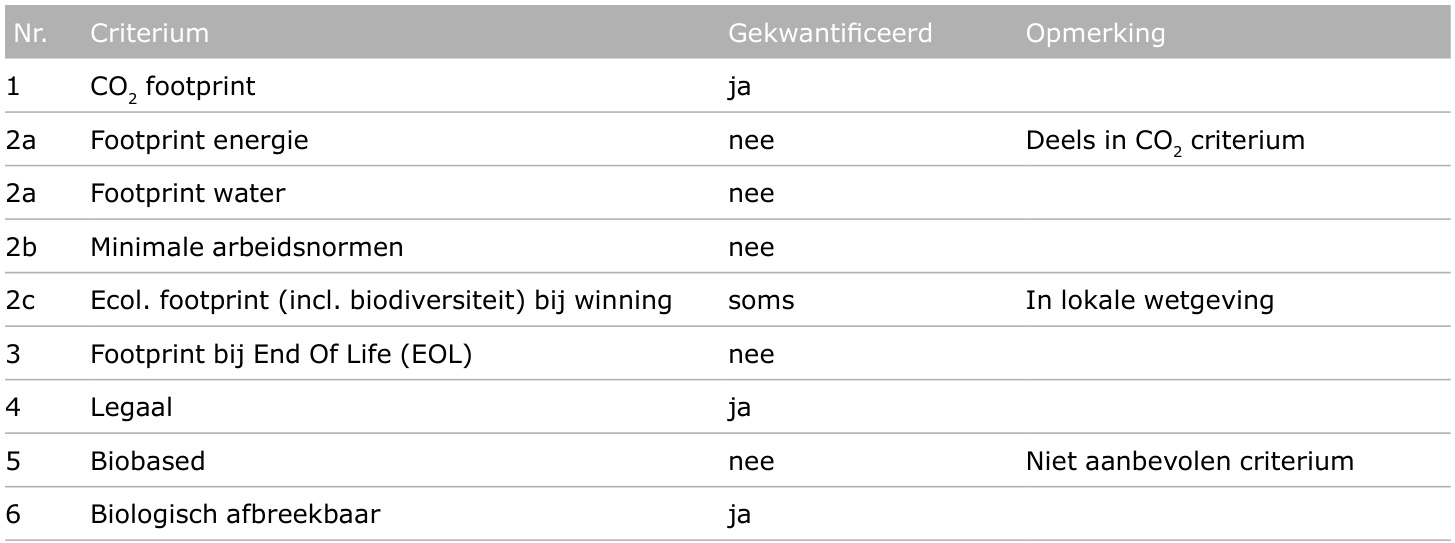 Nr. Criterium Gekwantificeerd Opmerking
1 CO2 footprint ja
2a Footprint energie nee Deels in CO2 criterium
2a Footprint water nee
2b Minimale arbeidsnormen nee
2c Ecol. footprint (incl. biodiversiteit) bij winning soms In lokale wetgeving
3 Footprint bij End Of Life (EOL) nee
4 Legaal ja
5 Biobased nee Niet aanbevolen criterium
6 Biologisch afbreekbaar ja